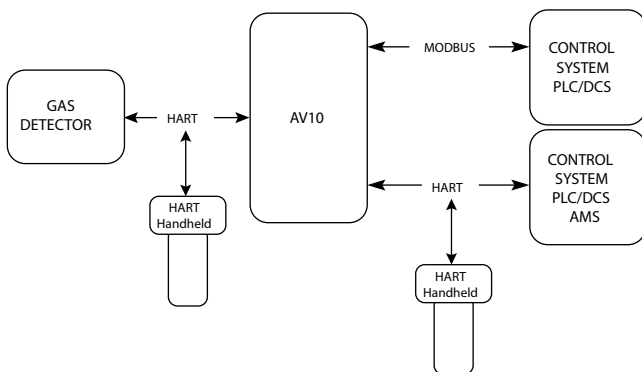 GAS
DETECTOR
HART
HART
Handheld
AV10
MODBUS
CONTROL
SYSTEM
PLC/DCS
HART
CONTROL
SYSTEM
PLC/DCS
AMS
HART
Handheld